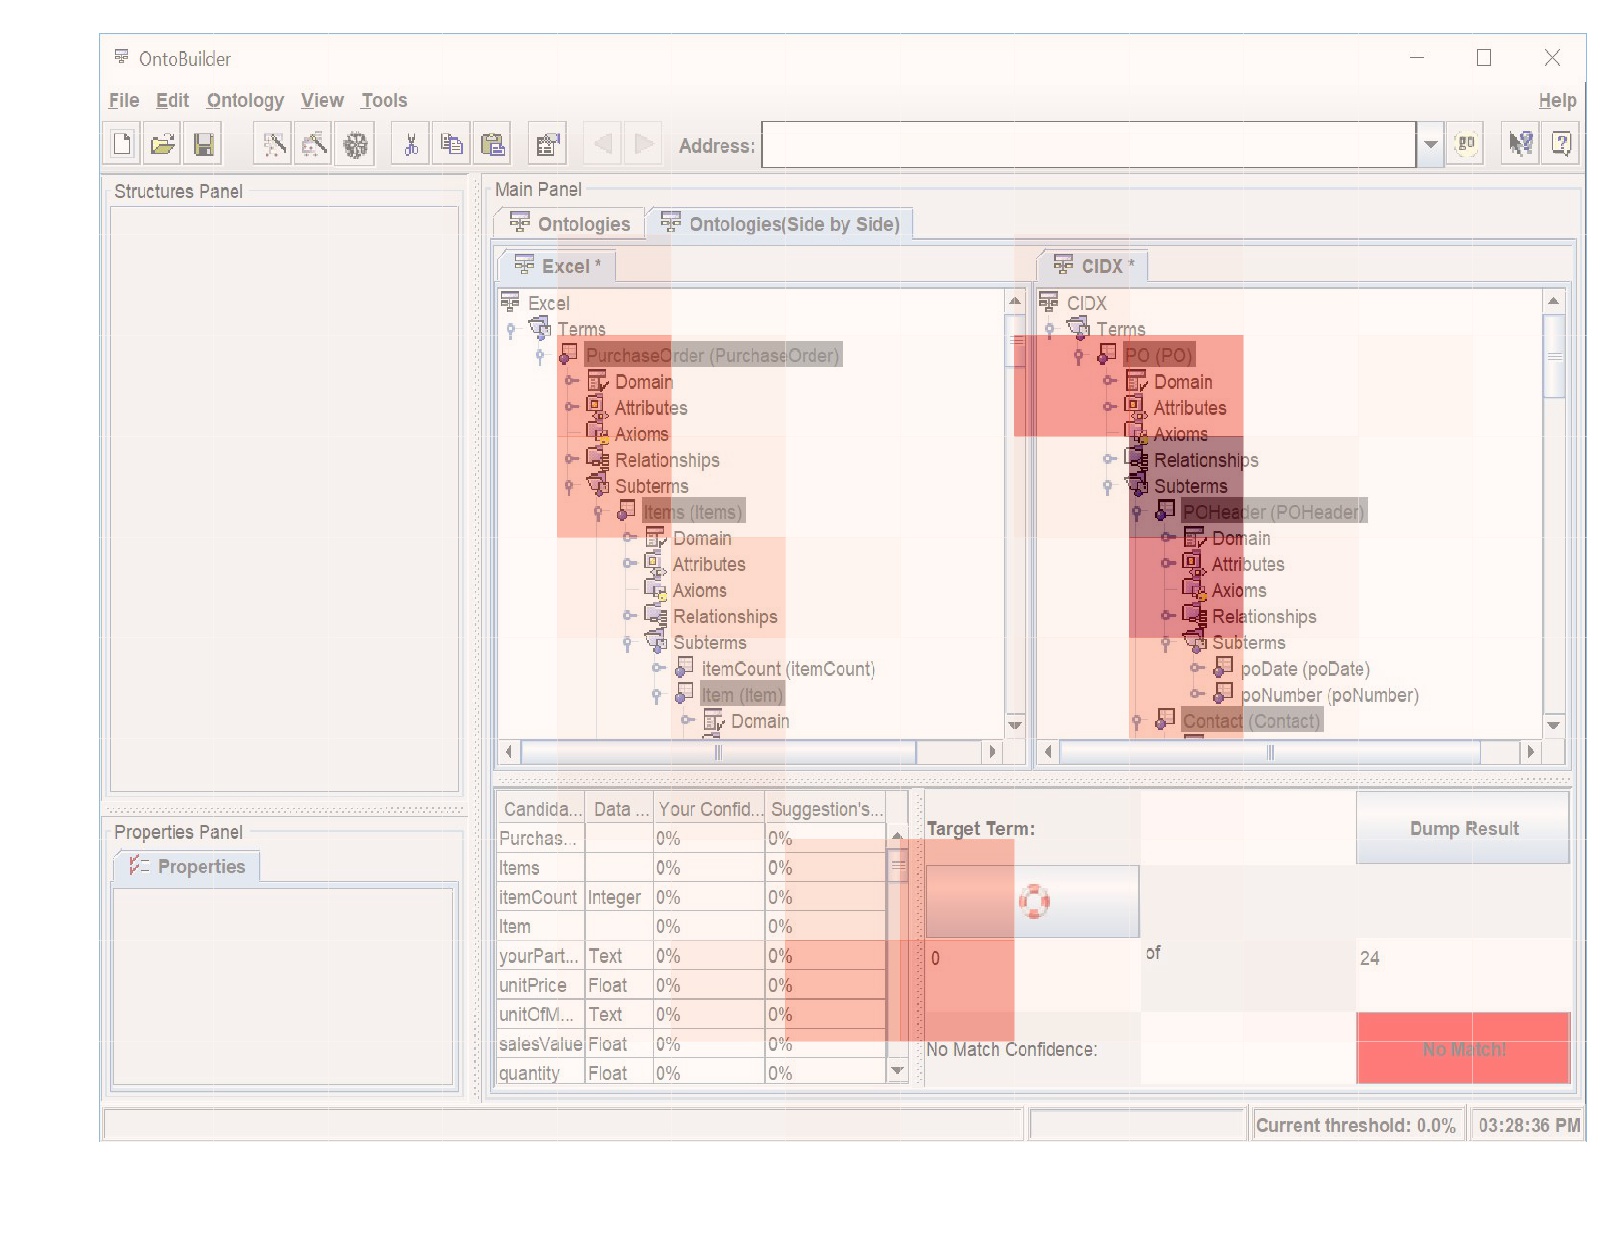 OntoBuilder
File Edit Ontology View Tools Help
Address: go
Structures Panel
Main Panel
Ontologies Ontologies(Side by Side)
Excel *
Excel
Terms
PurchaseOrder (PurchaseOrder)
Domain
Attributes
Axioms
Relationships
Subterms
Items (Items)
Domain
Attributes
Axioms
Relationships
Subterms
itemCount (itemCount)
Item (Item)
Domain
CIDX *
CIDX
Terms
PO (PO)
Domain
Attributes
Axioms
Relationships
Subterms
POHeader (POHeader)
Domain
Attributes
Axioms
Relationships
Subterms
poDate (poDate)
poNumber (poNumber)
Contact (Contact)
Properties Panel
Properties
Candida... Data ... Your Confid... Suggestion's...
Purchas... 0% 0%
Items 0% 0%
itemCount Integer 0% 0%
Item 0% 0%
yourPart... Text 0% 0%
unitPrice Float 0% 0%
unitOfM... Text 0% 0%
salesValue Float 0% 0%
quantity Float 0% 0%
Target Term:
Dump Result
0 of 24
No Match Confidence: No Match!
Current threshold: 0.0% 03:28:36 PM